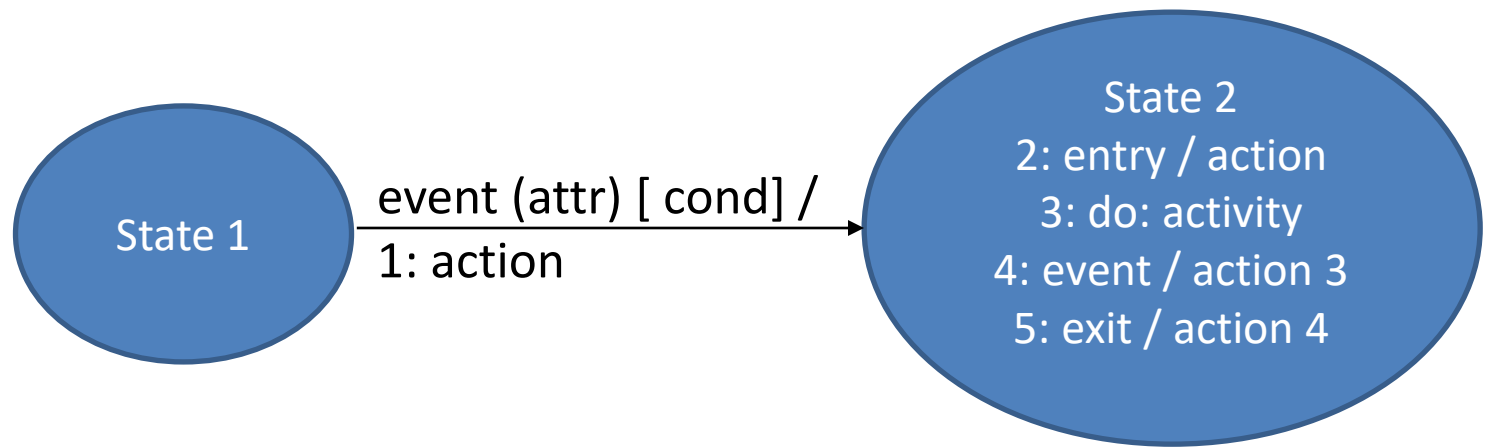 State 1
event (attr) [ cond] /
1: action
State 2
2: entry / action
3: do: activity
4: event / action 3
5: exit / action 4